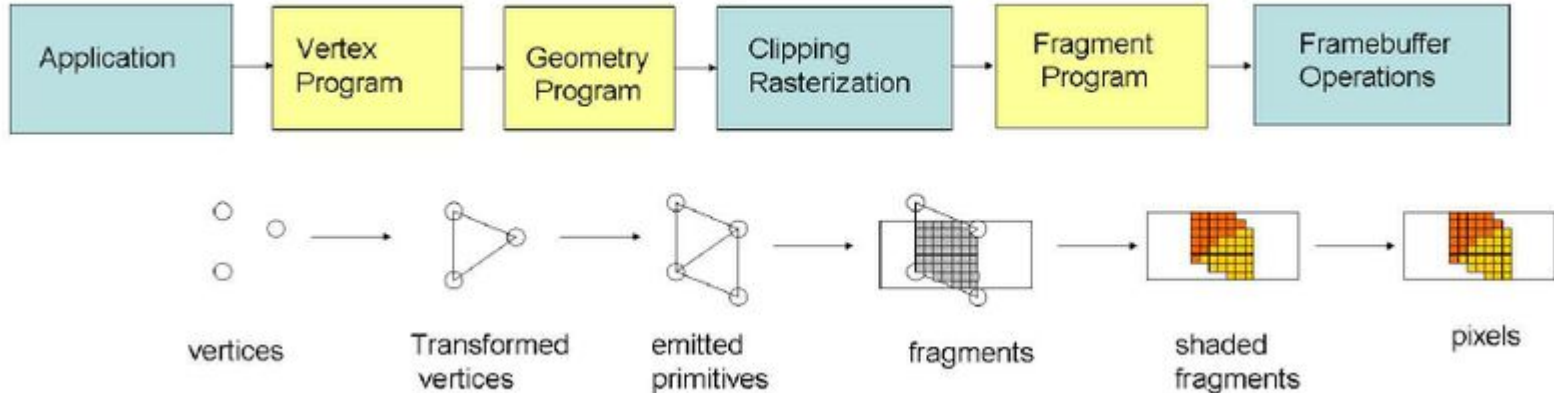 Application
Vertex
Program
Geometry
Program
Clipping
Rasterization
Fragment
Program
Framebuffer
Operations
vertices
Transformed
vertices
emitted
primitives
fragments
shaded
fragments
pixels